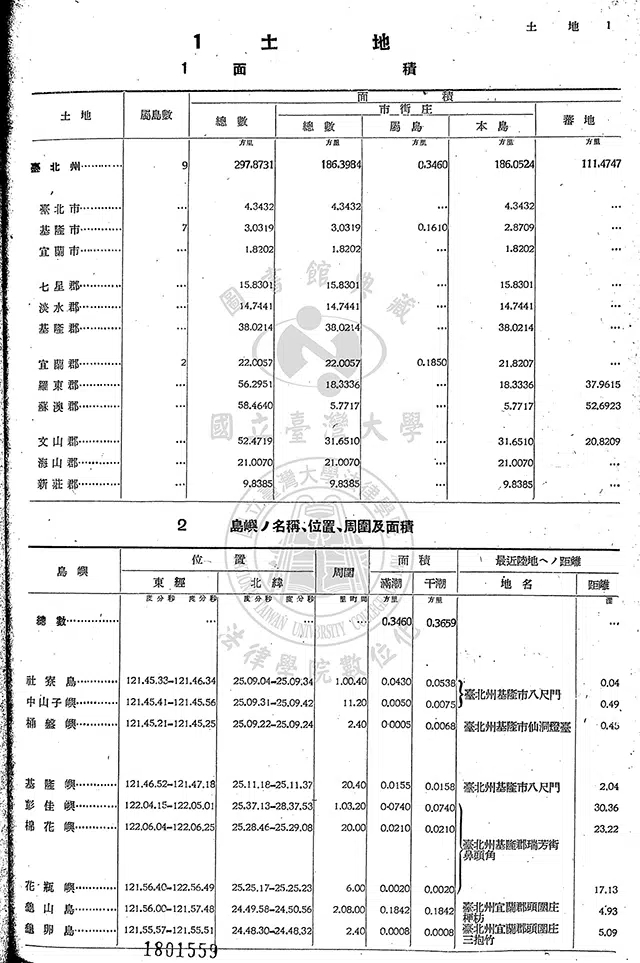 土地 1
1 土地
1 面積
土地 屬島數 面積
市街庄 蕃地
總數 總數 屬島 本島
方里 方里 方里 方里 方里
臺北州………… 9 297.8731 186.3984 0.3460 186.0524 111.4747
臺北市………… … 4.3432 4.3432 … 4.3432 …
基隆市………… 7 3.0319 3.0319 0.1610 2.8709 …
宜蘭市………… … 1.8202 1.8202 … 1.8202 …
七星郡………… … 15.8301 15.8301 … 15.8301 …
淡水郡………… … 14.7441 14.7441 … 14.7441 …
基隆郡………… … 38.0214 38.0214 … 38.0214 …
宜蘭郡………… 2 22.0057 22.0057 0.1850 21.8207 …
羅東郡………… … 56.2951 18.3336 … 18.3336 37.9615
蘇澳郡………… … 58.4640 5.7717 … 5.7717 52.6923
文山郡………… … 52.4719 31.6510 … 31.6510 20.8209
海山郡………… … 21.0070 21.0070 … 21.0070 …
新莊郡………… … 9.8385 9.8385 … 9.8385 …
圖書館典藏
國立臺灣大學
2 島嶼ノ名稱、位置、周圍及面積
島嶼 位置 周圍 面積 最近陸地ヘノ距離
東經 北緯 滿潮 干潮 地名 距離
度分秒 度分秒 度分秒 度分秒 里町間 方里 方里 浬
總數………… … … … 0.3460 0.3659 …
社寮島………… 121.45.33–121.46.34 25.09.04–25.09.34 1.00.40 0.0430 0.0538 臺北州基隆市八尺門 0.04
中山子嶼………… 121.45.41–121.45.56 25.09.31–25.09.42 11.20 0.0050 0.0075 0.49
桶盤嶼………… 121.45.21–121.45.25 25.09.22–25.09.24 2.40 0.0005 0.0068 臺北州基隆市仙洞燈臺 0.45
基隆嶼………… 121.46.52–121.47.18 25.11.18–25.11.37 20.40 0.0155 0.0158 臺北州基隆市八尺門 2.04
彭佳嶼………… 122.04.15–122.05.01 25.37.13–28.37,53 1.03.20 0.0740 0.0740 30.36
棉花嶼………… 122.06.04–122.06.25 25.28.46–25.29.08 20.00 0.0210 0.0210 23.22
臺北州基隆郡瑞芳街
鼻頭角
花瓶嶼………… 121.56.40–122.56.49 25.25.17–25.25.23 6.00 0.0020 0.0020 17.13
龜山島………… 121.56.00–121.57.48 24.49.58–24.50.56 2.08.00 0.1842 0.1842 臺北州宜蘭郡頭圍庄 4.93
梗枋
龜卵島………… 121.55,57–121.55.51 24.48.30–24.48,32 2.40 0.0008 0.0008 臺北州宜蘭郡頭圍庄 5.09
三抱竹
法律學院數位化
1801559